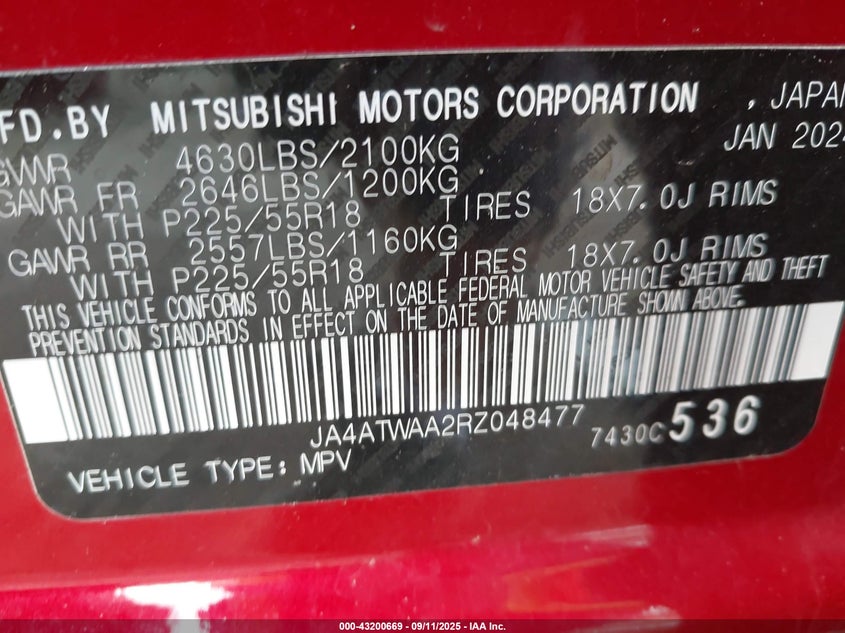 FD.BY MITSUBISHI MOTORS CORPORATION , JAPAN
JAN 2024
GVWR 4630LBS/2100KG
GAWR FR 2646LBS/1200KG
WITH P225/55R18 TIRES 18X7.0J RIMS
GAWR RR 2557LBS/1160KG
WITH P225/55R18 TIRES 18X7.0J RIMS
THIS VEHICLE CONFORMS TO ALL APPLICABLE FEDERAL MOTOR VEHICLE SAFETY AND THEFT
PREVENTION STANDARDS IN EFFECT ON THE DATE OF MANUFACTURE SHOWN ABOVE.
JA4ATWAA2RZ048477
7430C 536
VEHICLE TYPE: MPV
000-43200669 - 09/11/2025 - IAA Inc.